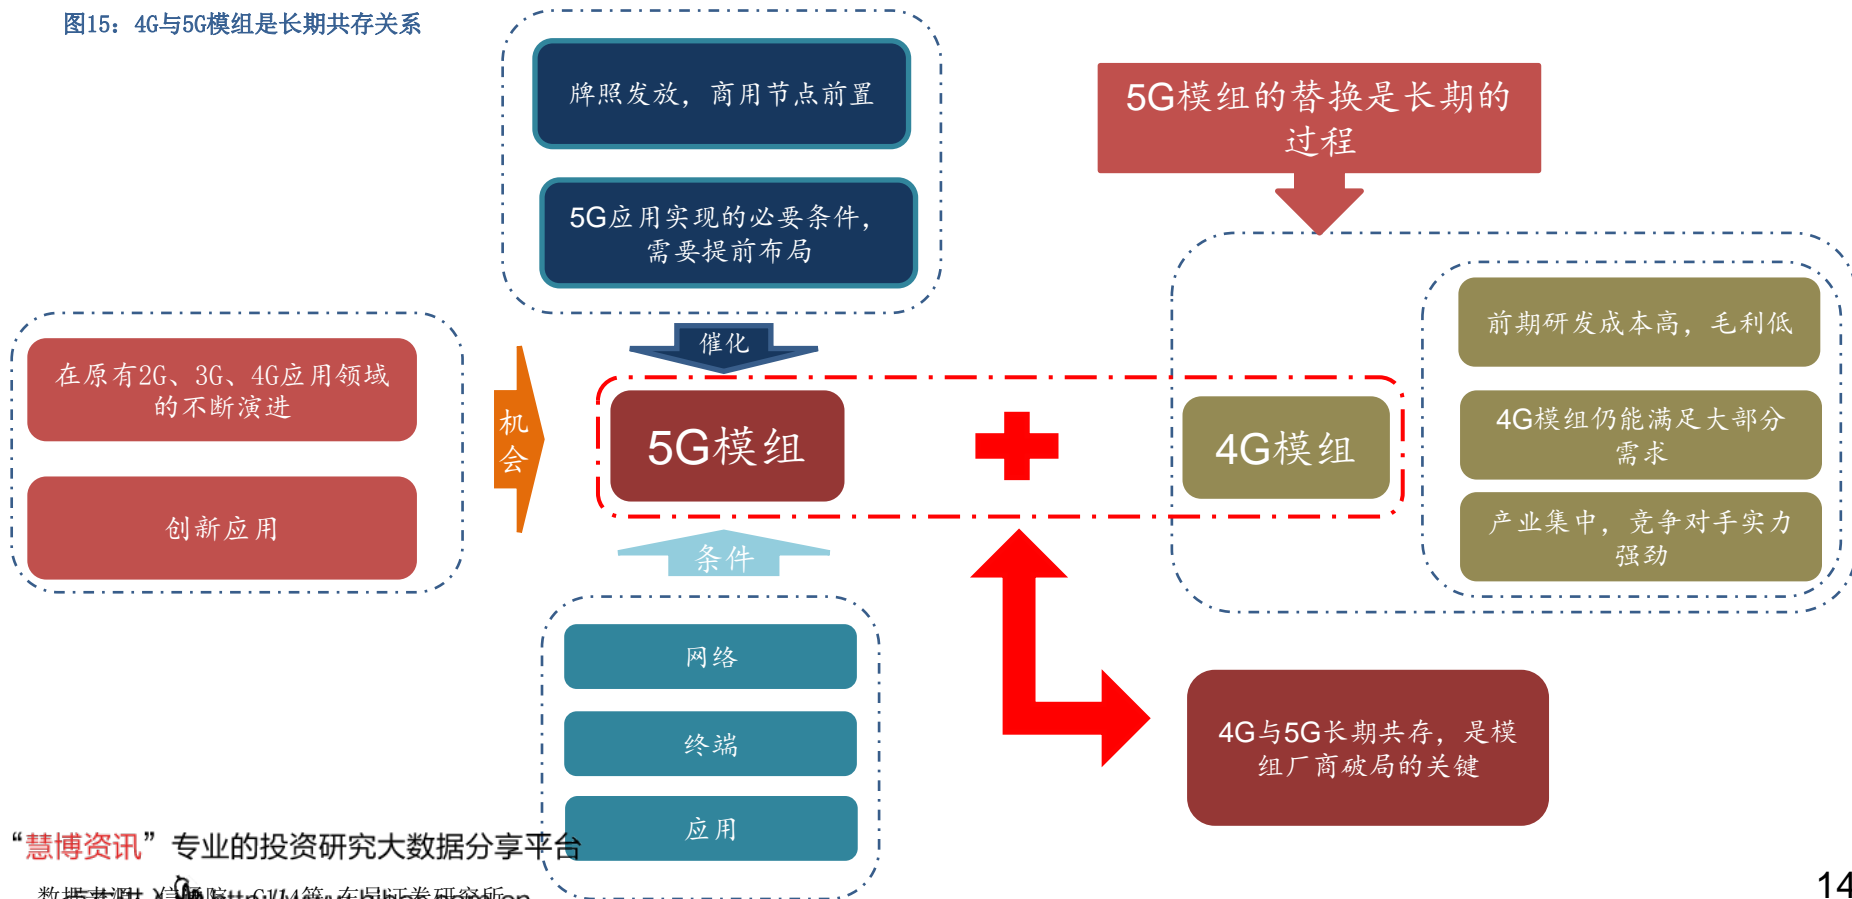 图15：4G与5G模组是长期共存关系
牌照发放，商用节点前置
5G应用实现的必要条件，
需要提前布局
催化
5G模组的替换是长期的
过程
在原有2G、3G、4G应用领域
的不断演进
创新应用
机
会
5G模组
4G模组
前期研发成本高，毛利低
4G模组仍能满足大部分
需求
产业集中，竞争对手实力
强劲
条件
网络
终端
应用
4G与5G长期共存，是模
组厂商破局的关键
“慧博资讯”专业的投资研究大数据分享平台
14